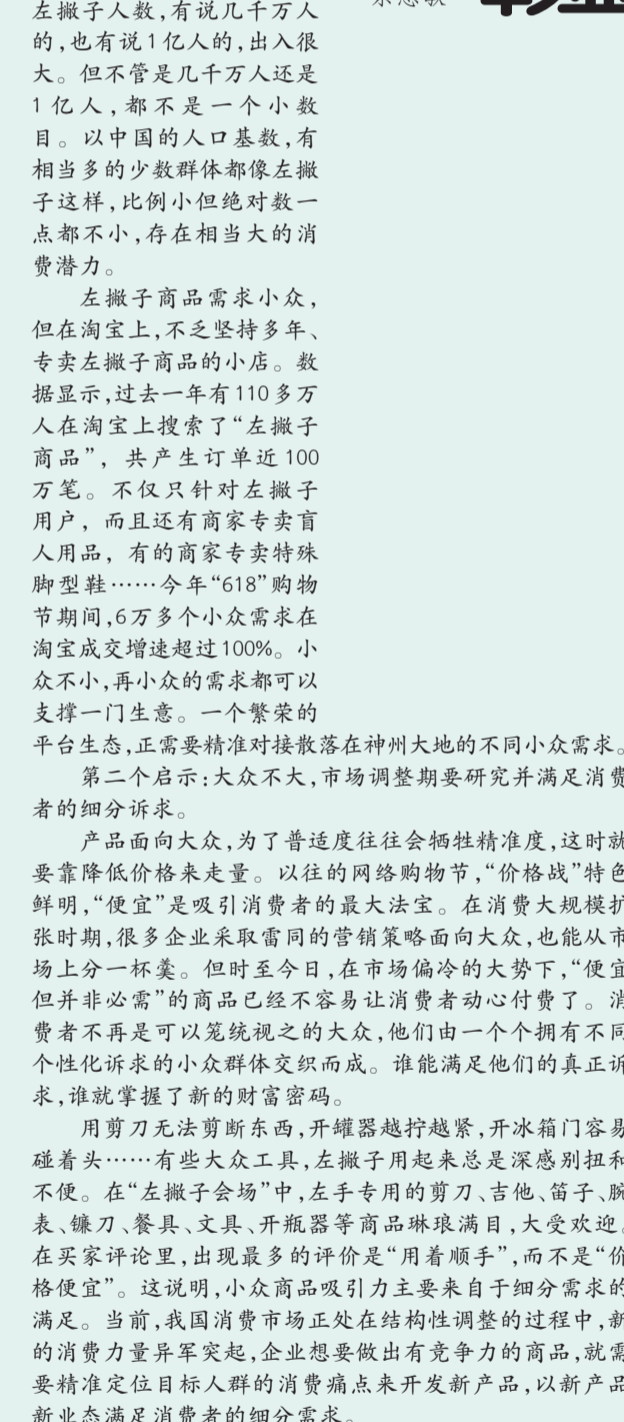 左撇子人数,有说几千万人
的,也有说1亿人的,出入很
大。但不管是几千万人还是
1亿人,都不是一个小数
目。以中国的人口基数,有
相当多的少数群体都像左撇
子这样,比例小但绝对数一
点都不小,存在相当大的消
费潜力。
左撇子商品需求小众,
但在淘宝上,不乏坚持多年、
专卖左撇子商品的小店。数
据显示,过去一年有110多万
人在淘宝上搜索了“左撇子
商品”,共产生订单近100
万笔。不仅只针对左撇子
用户,而且还有商家专卖盲
人用品,有的商家专卖特殊
脚型鞋……今年“618”购物
节期间,6万多个小众需求在
淘宝成交增速超过100%。小
众不小,再小众的需求都可以
支撑一门生意。一个繁荣的
平台生态,正需要精准对接散落在神州大地的不同小众需求。
第二个启示:大众不大,市场调整期要研究并满足消费
者的细分诉求。
产品面向大众,为了普适度往往会牺牲精准度,这时就
要靠降低价格来走量。以往的网络购物节,“价格战”特色
鲜明,“便宜”是吸引消费者的最大法宝。在消费大规模扩
张时期,很多企业采取雷同的营销策略面向大众,也能从市
场上分一杯羹。但时至今日,在市场偏冷的大势下,“便宜
但并非必需”的商品已经不容易让消费者动心付费了。消
费者不再是可以笼统视之的大众,他们由一个个拥有不同
个性化诉求的小众群体交织而成。谁能满足他们的真正诉
求,谁就掌握了新的财富密码。
用剪刀无法剪断东西,开罐器越拧越紧,开冰箱门容易
碰着头……有些大众工具,左撇子用起来总是深感别扭和
不便。在“左撇子会场”中,左手专用的剪刀、吉他、笛子、腕
表、镰刀、餐具、文具、开瓶器等商品琳琅满目,大受欢迎。
在买家评论里,出现最多的评价是“用着顺手”,而不是“价
格便宜”。这说明,小众商品吸引力主要来自于细分需求的
满足。当前,我国消费市场正处在结构性调整的过程中,新
的消费力量异军突起,企业想要做出有竞争力的商品,就需
要精准定位目标人群的消费痛点来开发新产品,以新产品
新业态满足消费者的细分需求。